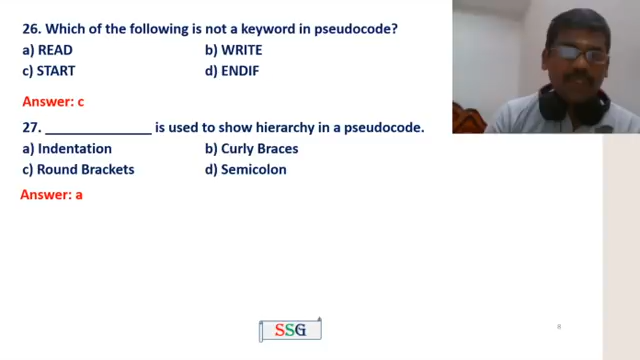 26. Which of the following is not a keyword in pseudocode?
a) READ b) WRITE
c) START d) ENDIF
Answer: c
27. ________________ is used to show hierarchy in a pseudocode.
a) Indentation b) Curly Braces
c) Round Brackets d) Semicolon
Answer: a
SSG